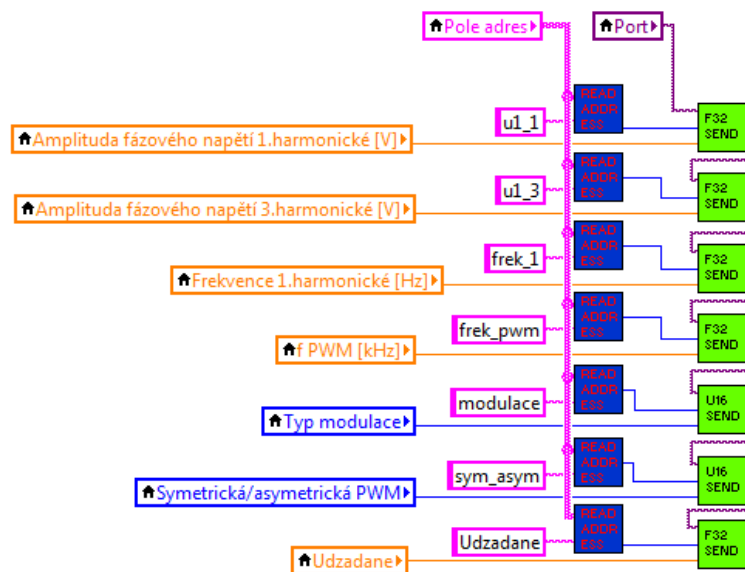 Pole adres
Port
READ
ADDR
ESS
F32
SEND
u1_1
Amplituda fázového napětí 1.harmonické [V]
READ
ADDR
ESS
F32
SEND
u1_3
Amplituda fázového napětí 3.harmonické [V]
READ
ADDR
ESS
F32
SEND
frek_1
Frekvence 1.harmonické [Hz]
READ
ADDR
ESS
F32
SEND
frek_pwm
f PWM [kHz]
READ
ADDR
ESS
U16
SEND
modulace
Typ modulace
READ
ADDR
ESS
U16
SEND
sym_asym
Symetrická/asymetrická PWM
READ
ADDR
ESS
F32
SEND
Udzadane
Udzadane